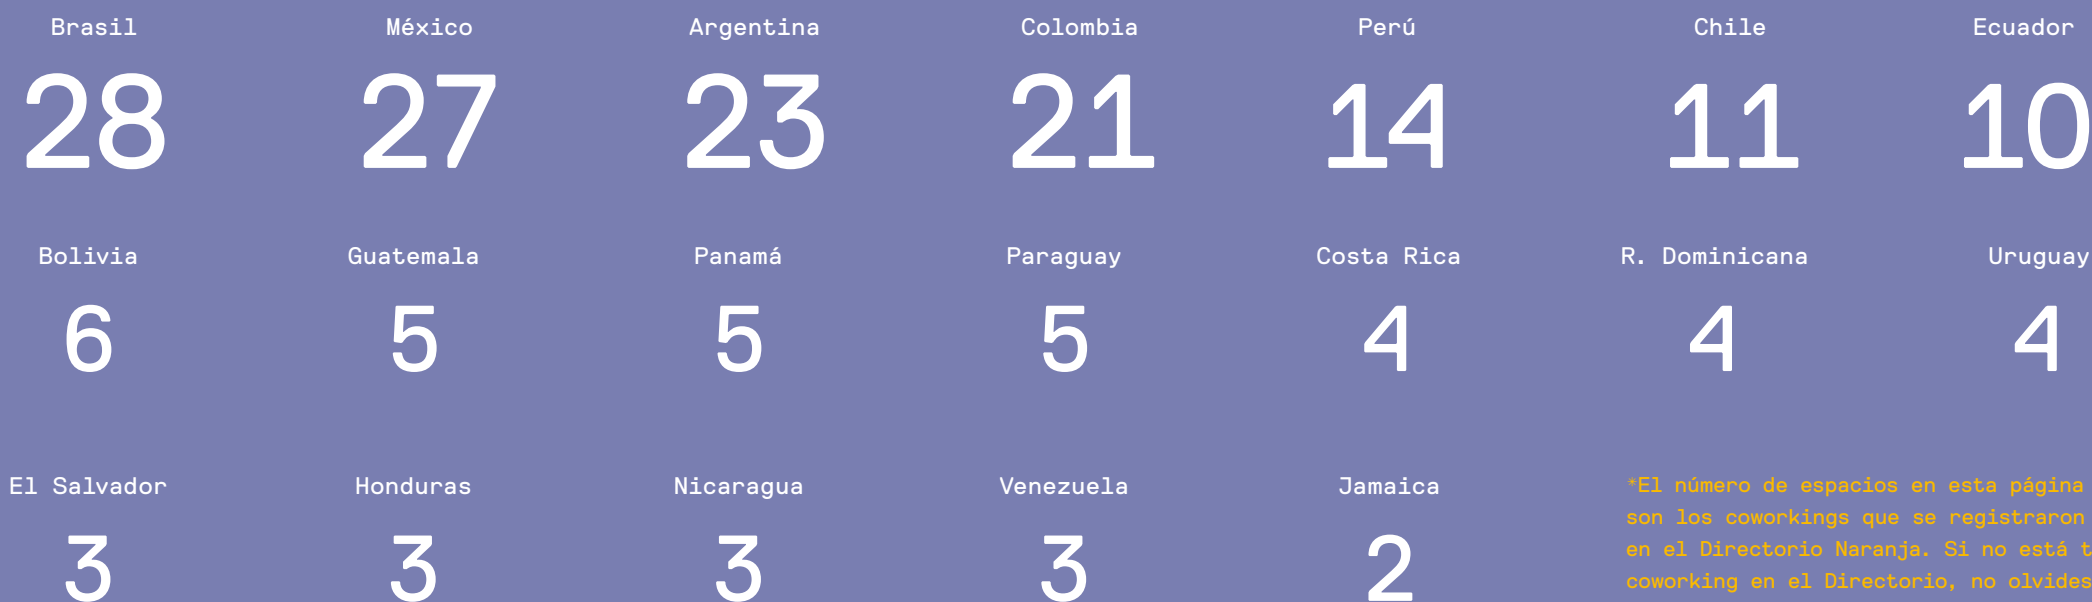 Brasil México Argentina Colombia Perú Chile Ecuador
28 27 23 21 14 11 10
Bolivia Guatemala Panamá Paraguay Costa Rica R. Dominicana Uruguay
6 5 5 5 4 4 4
El Salvador Honduras Nicaragua Venezuela Jamaica
3 3 3 3 2
*El número de espacios en esta página
son los coworkings que se registraron
en el Directorio Naranja. Si no está t
coworking en el Directorio, no olvides